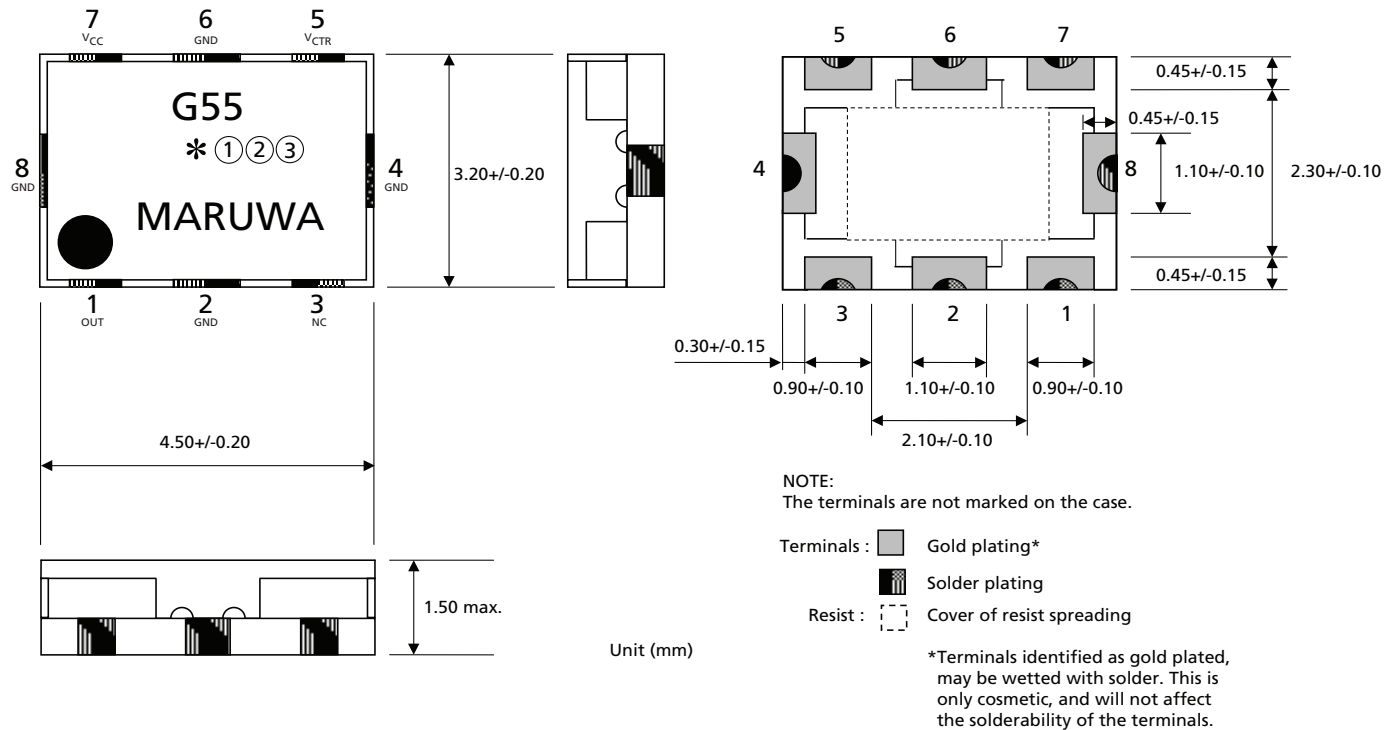 7
VCC
6
GND
5
VCTR
G55
* ① ② ③
MARUWA
8
GND
4
GND
1
OUT
2
GND
3
NC
3.20+/-0.20
4.50+/-0.20
1.50 max.
5
6
7
4
8
3
2
1
0.45+/-0.15
0.45+/-0.15
1.10+/-0.10
2.30+/-0.10
0.45+/-0.15
0.30+/-0.15
0.90+/-0.10
1.10+/-0.10
0.90+/-0.10
2.10+/-0.10
NOTE:
The terminals are not marked on the case.
Terminals : Gold plating*
Solder plating
Resist : Cover of resist spreading
*Terminals identified as gold plated,
may be wetted with solder. This is
only cosmetic, and will not affect
the solderability of the terminals.
Unit (mm)